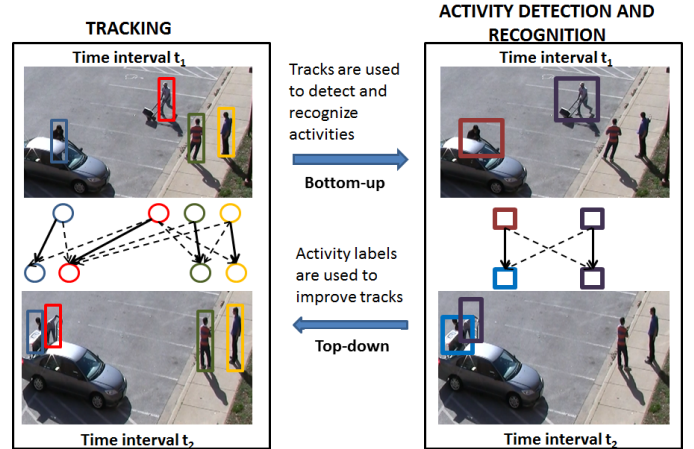 TRACKING
Time interval t1
Time interval t2
Tracks are used
to detect and
recognize
activities
Bottom-up
Activity labels
are used to
improve tracks
Top-down
ACTIVITY DETECTION AND
RECOGNITION
Time interval t1
Time interval t2